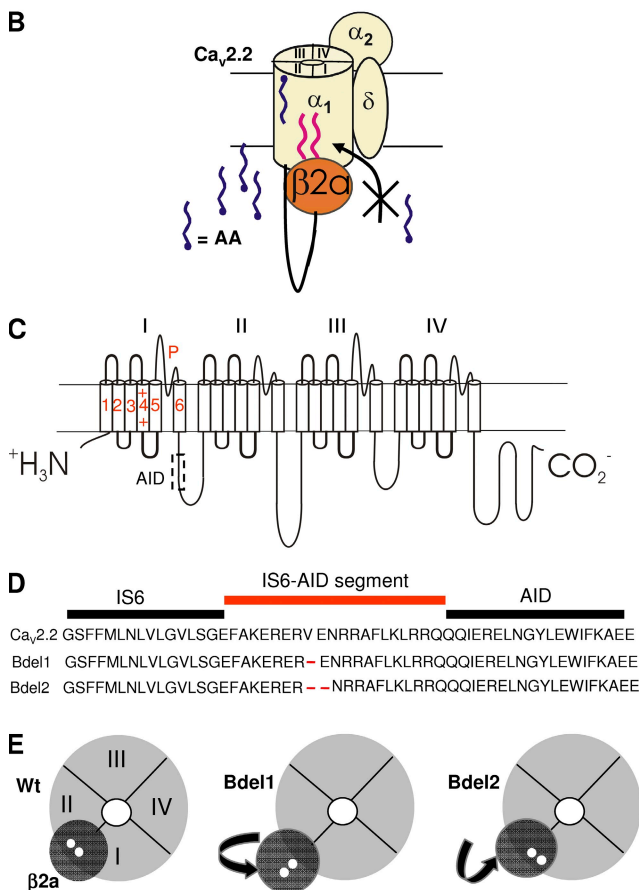 B
α2
Cav2.2
III IV
II I
α1
δ
β2a
= AA
C
I II III IV
P
1 2 3 + 4 + 5 6
+H3N
AID
CO2-
D
IS6 IS6-AID segment AID
CaV2.2 GSFFMLNLVLGVLSGEFAKERERV ENRRAFLKLRRQQQIERELNGYLEWIFKAEE
Bdel1 GSFFMLNLVLGVLSGEFAKERER-ENRRAFLKLRRQQQIERELNGYLEWIFKAEE
Bdel2 GSFFMLNLVLGVLSGEFAKERER--NRRAFLKLRRQQQIERELNGYLEWIFKAEE
E
Wt Bdel1 Bdel2
III
II IV
I
β2a